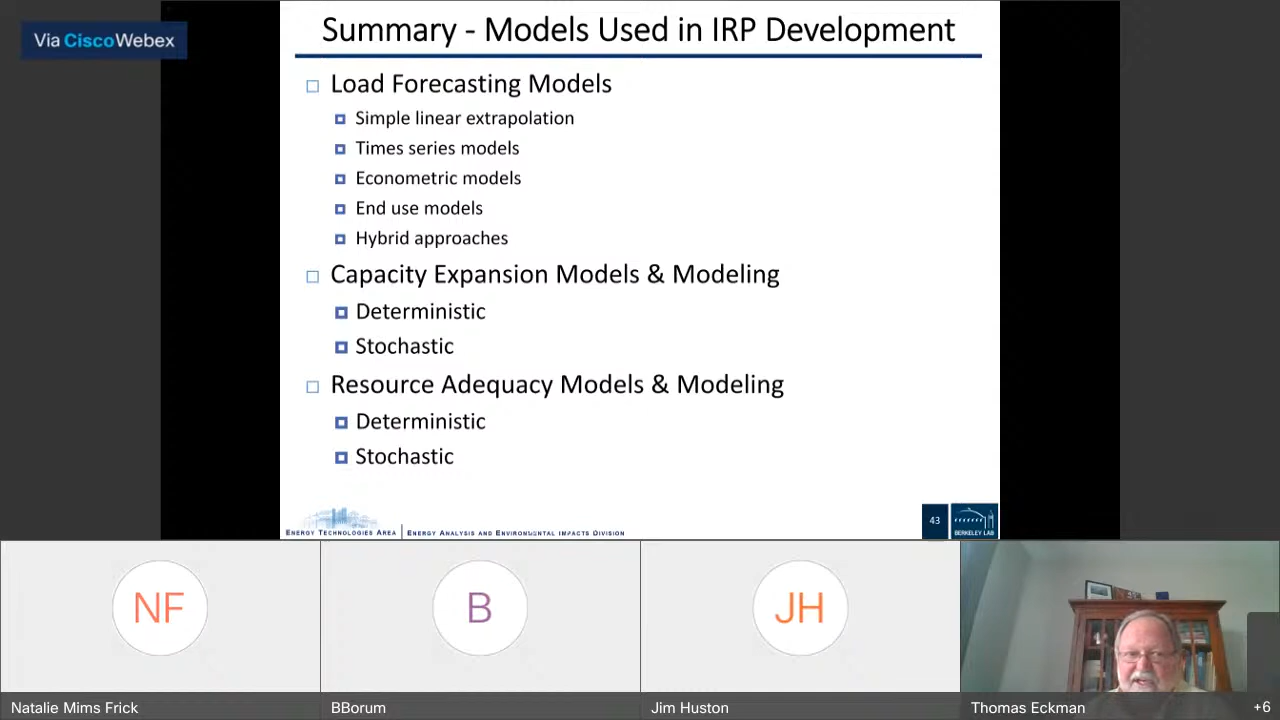 Via CiscoWebex
Summary - Models Used in IRP Development
Load Forecasting Models
Simple linear extrapolation
Times series models
Econometric models
End use models
Hybrid approaches
Capacity Expansion Models & Modeling
Deterministic
Stochastic
Resource Adequacy Models & Modeling
Deterministic
Stochastic
ENERGY TECHNOLOGIES AREA
ENERGY ANALYSIS AND ENVIRONMENTAL IMPACTS DIVISION
43
BERKELEY LAB
NF
B
JH
Natalie Mims Frick
BBorum
Jim Huston
Thomas Eckman
+6